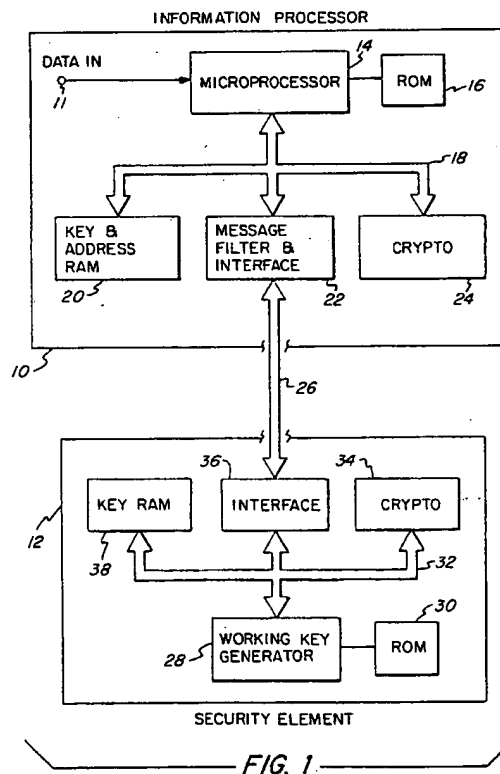 INFORMATION PROCESSOR
DATA IN
11
MICROPROCESSOR
14
ROM
16
18
KEY &
ADDRESS
RAM
20
MESSAGE
FILTER &
INTERFACE
22
CRYPTO
24
10
26
12
KEY RAM
38
36
INTERFACE
34
CRYPTO
32
28
WORKING KEY
GENERATOR
30
ROM
SECURITY ELEMENT
FIG. 1